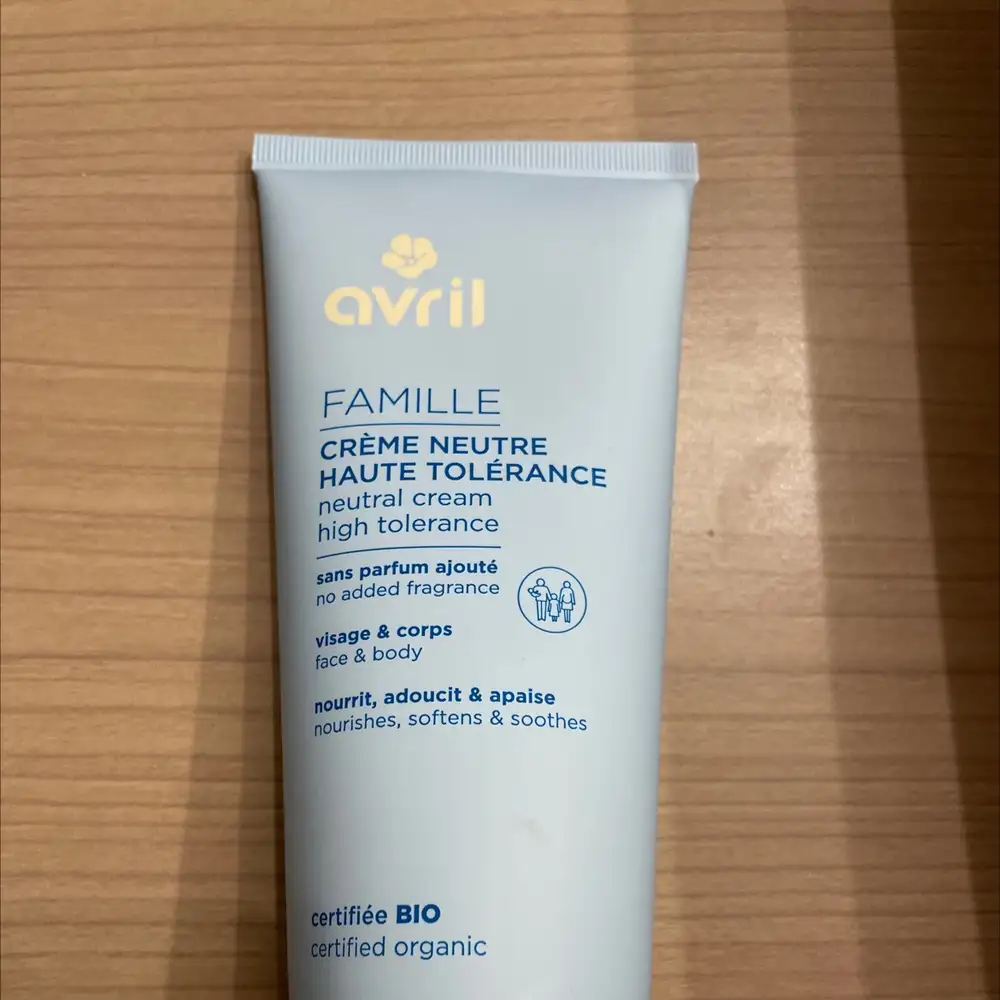 avril
FAMILLE
CRÈME NEUTRE
HAUTE TOLÉRANCE
neutral cream
high tolerance
sans parfum ajouté
no added fragrance
visage & corps
face & body
nourrit, adoucit & apaise
nourishes, softens & soothes
certifiée BIO
certified organic